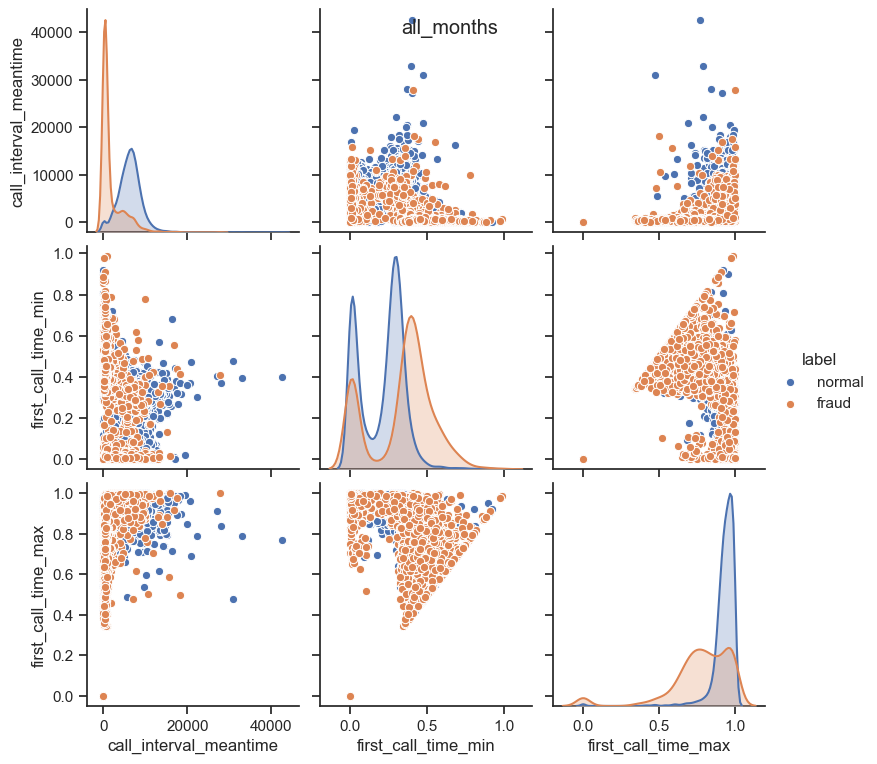 all_months
call_interval_meantime
40000
30000
20000
10000
0
first_call_time_min
1.0
0.8
0.6
0.4
0.2
0.0
label
normal
fraud
first_call_time_max
1.0
0.8
0.6
0.4
0.2
0.0
0 20000 40000
0.0 0.5 1.0
0.0 0.5 1.0
call_interval_meantime
first_call_time_min
first_call_time_max